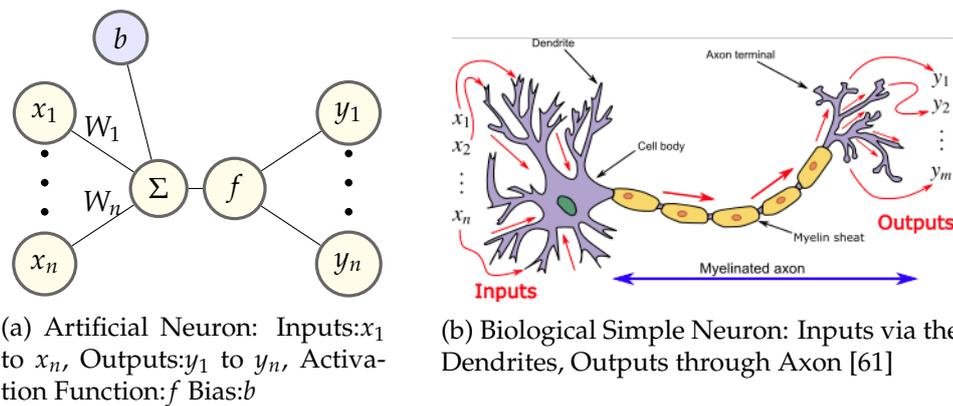 b
x1
W1
y1
Σ
f
Wn
xn
yn
(a) Artificial Neuron: Inputs:x1
to xn, Outputs:y1 to yn, Activa-
tion Function:f Bias:b
Dendrite
Axon terminal
x1
x2
⋮
xn
Cell body
y1
y2
⋮
ym
Outputs
Myelin sheat
Myelinated axon
Inputs
(b) Biological Simple Neuron: Inputs via the
Dendrites, Outputs through Axon [61]